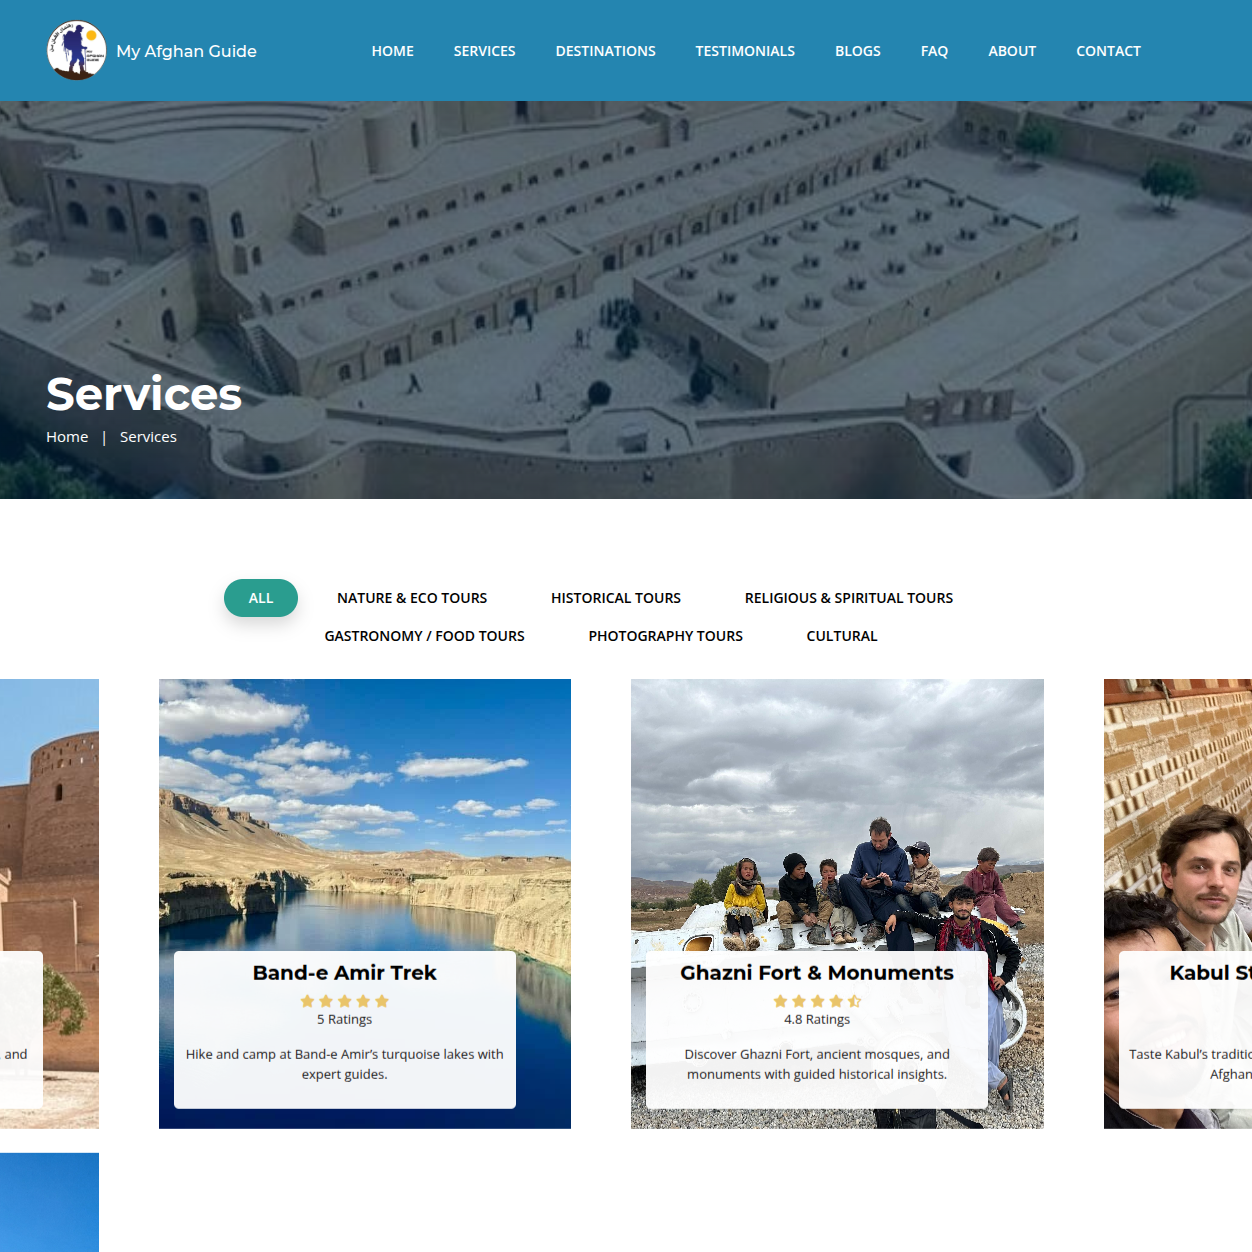 My Afghan Guide
HOME
SERVICES
DESTINATIONS
TESTIMONIALS
BLOGS
FAQ
ABOUT
CONTACT
Services
Home | Services
ALL
NATURE & ECO TOURS
HISTORICAL TOURS
RELIGIOUS & SPIRITUAL TOURS
GASTRONOMY / FOOD TOURS
PHOTOGRAPHY TOURS
CULTURAL
and
Band-e Amir Trek
5 Ratings
Hike and camp at Band-e Amir’s turquoise lakes with
expert guides.
Ghazni Fort & Monuments
4.8 Ratings
Discover Ghazni Fort, ancient mosques, and
monuments with guided historical insights.
Kabul St
Taste Kabul’s traditio
Afghan